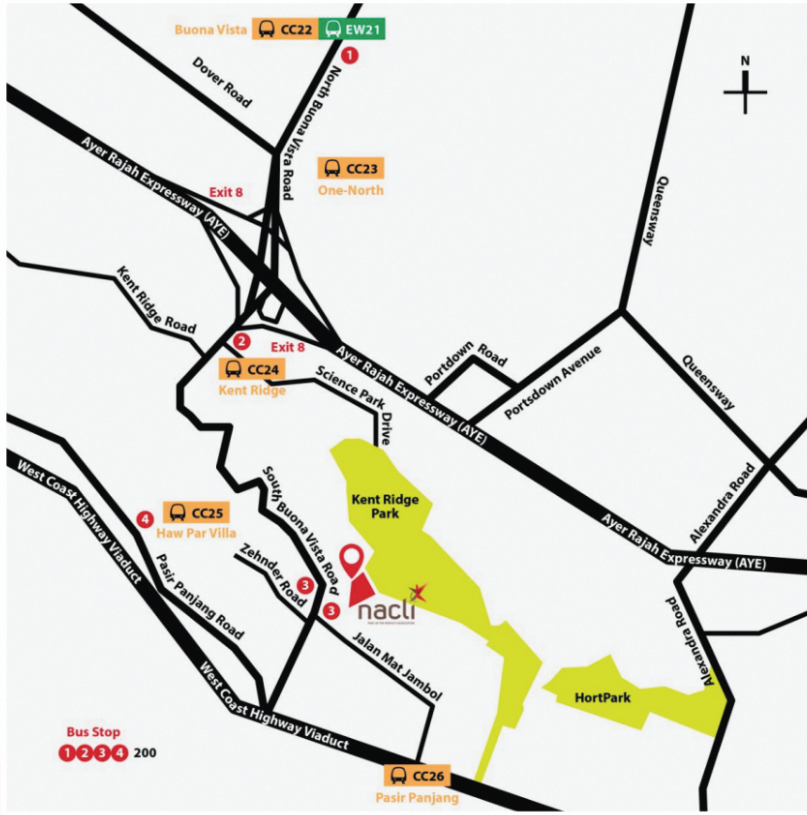 Buona Vista
CC22
EW21
1
N
Dover Road
North Buona Vista Road
CC23
One-North
Ayer Rajah Expressway (AYE)
Exit 8
Queensway
Kent Ridge Road
2
Exit 8
CC24
Kent Ridge
Science Park Drive
Ayer Rajah Expressway (AYE)
Portdown
Road
Portsdown Avenue
Queensway
Kent Ridge
Park
Alexandra Road
West Coast Highway Viaduct
4
CC25
Haw Par Villa
South Buona Vista Road
Ayer Rajah Expressway (AYE)
Zehnder Road
3
3
nacli
Pasir Panjang Road
Jalan Mat Jambol
Alexandra Road
HortPark
West Coast Highway Viaduct
Bus Stop
1 2 3 4 200
CC26
Pasir Panjang